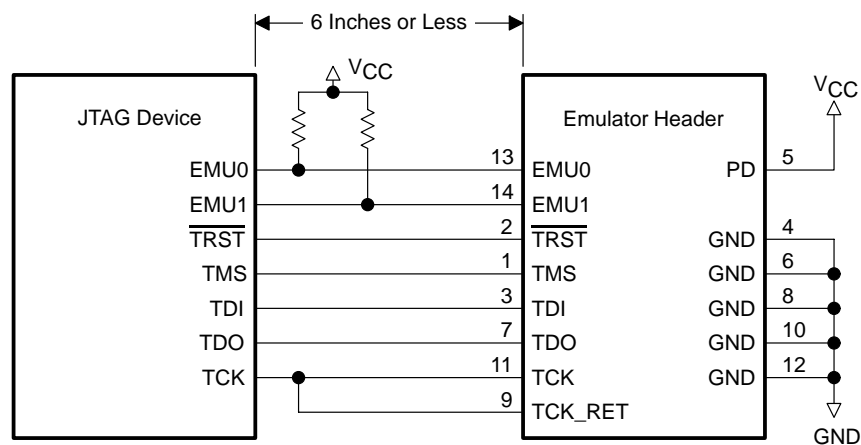 6 Inches or Less
VCC
VCC
JTAG Device
Emulator Header
EMU0 13 EMU0 PD 5
EMU1 14 EMU1
TRST 2 TRST GND 4
TMS 1 TMS GND 6
TDI 3 TDI GND 8
TDO 7 TDO GND 10
TCK 11 TCK GND 12
9 TCK_RET
GND